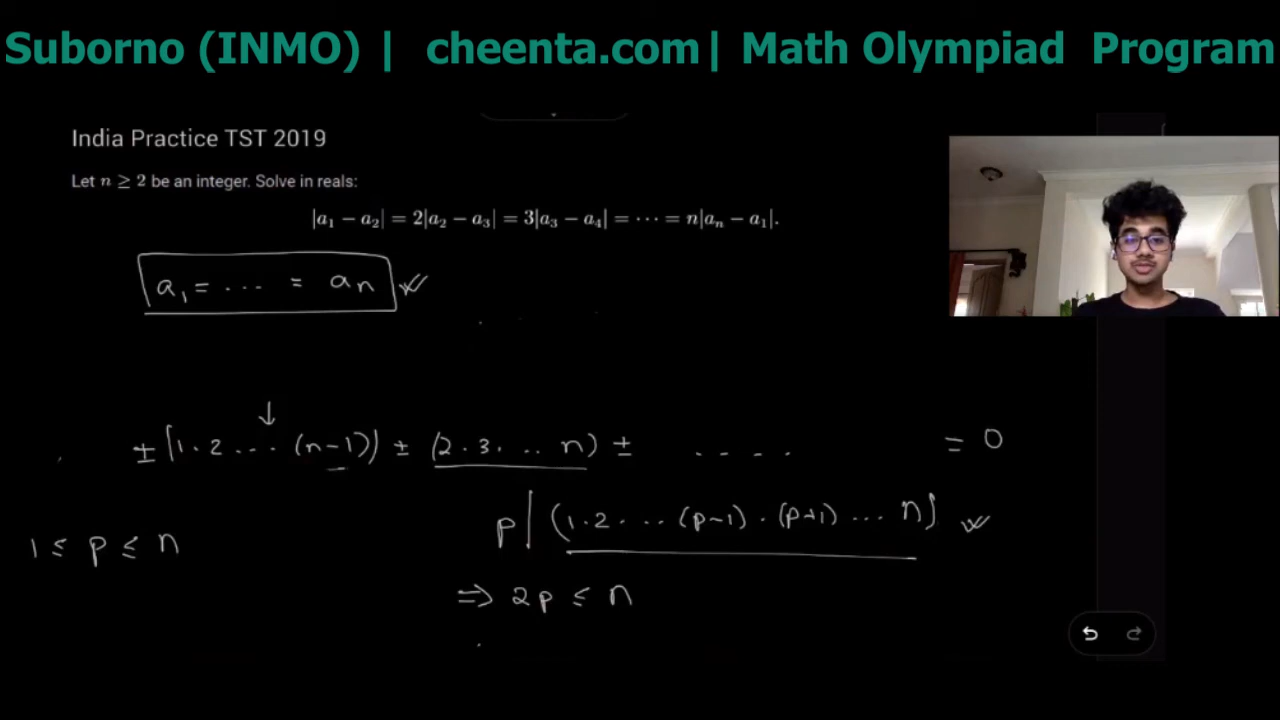 Suborno (INMO) | cheenta.com| Math Olympiad Program
India Practice TST 2019
Let n ≥ 2 be an integer. Solve in reals:
|a₁ − a₂| = 2|a₂ − a₃| = 3|a₃ − a₄| = ⋯ = n|aₙ − a₁|.
a₁ = ... = aₙ
± (1·2 ... (n−1)) ± (2·3· .. n) ± ..... = 0
p | (1·2· ... (p−1)·(p+1) ... n)
1 ≤ p ≤ n
⇒ 2p ≤ n